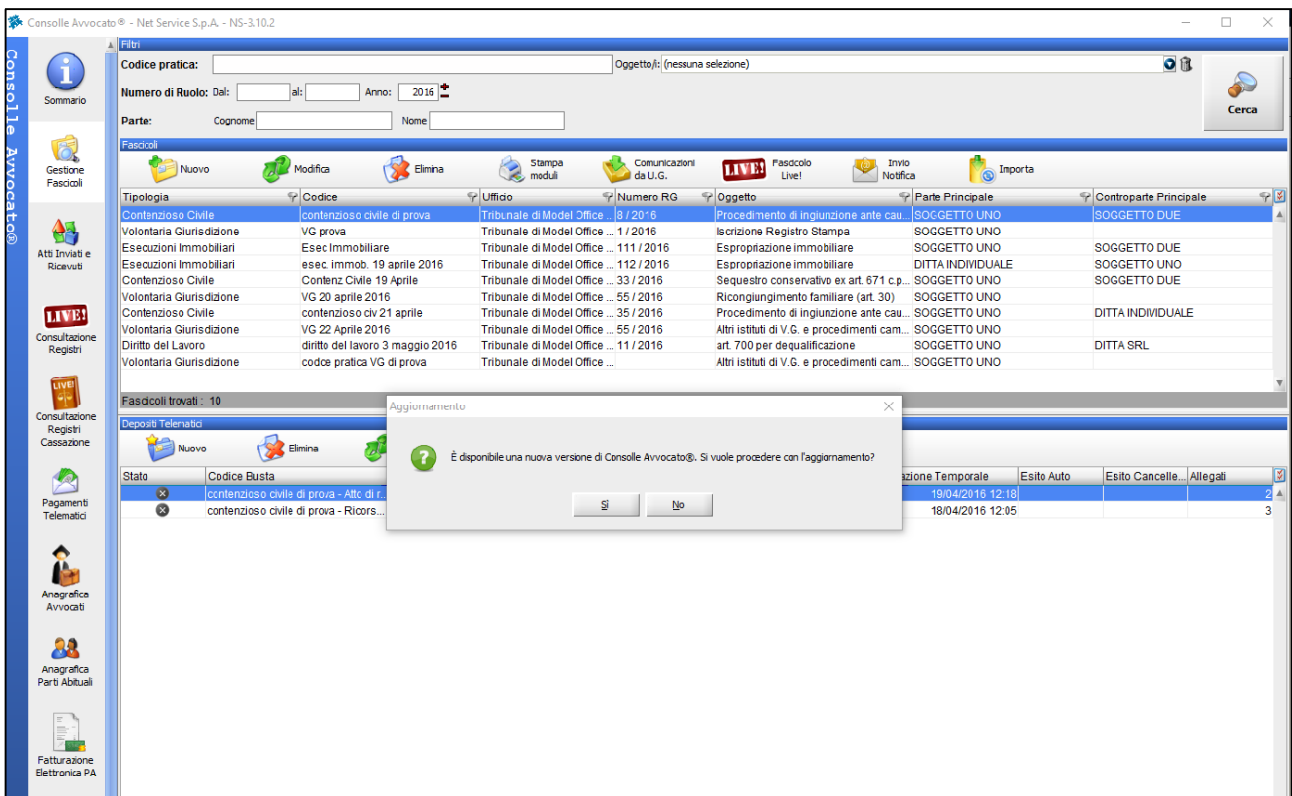 Consolle Avvocato® - Net Service S.p.A. - NS-3.10.2
Consolle Avvocato®
Sommario
Gestione
Fascicoli
Atti Inviati e
Ricevuti
LIVE!
Consultazione
Registri
LIVE!
Consultazione
Registri
Cassazione
Pagamenti
Telematici
Anagrafica
Avvocati
Anagrafica
Parti Abituali
Fatturazione
Elettronica PA
Filtri
Codice pratica: Oggetto/i: (nessuna selezione)
Numero di Ruolo: Dal: al: Anno: 2016
Parte: Cognome Nome
Cerca
Fascicoli
Nuovo Modifica Elimina Stampa moduli Comunicazioni da U.G. LIVE! Fascicolo Live! Invio Notifica Importa
Tipologia Codice Ufficio Numero RG Oggetto Parte Principale Controparte Principale
Contenzioso Civile contenzioso civile di prova Tribunale di Model Office ... 8 / 2016 Procedimento di ingiunzione ante cau... SOGGETTO UNO SOGGETTO DUE
Volontaria Giurisdizione VG prova Tribunale di Model Office ... 1 / 2016 Iscrizione Registro Stampa SOGGETTO UNO
Esecuzioni Immobiliari Esec Immobiliare Tribunale di Model Office ... 111 / 2016 Espropriazione immobiliare SOGGETTO UNO SOGGETTO DUE
Esecuzioni Immobiliari esec. immob. 19 aprile 2016 Tribunale di Model Office ... 112 / 2016 Espropriazione immobiliare DITTA INDIVIDUALE SOGGETTO UNO
Contenzioso Civile Contenz Civile 19 Aprile Tribunale di Model Office ... 33 / 2016 Sequestro conservativo ex art. 671 c.p... SOGGETTO UNO SOGGETTO DUE
Volontaria Giurisdizione VG 20 aprile 2016 Tribunale di Model Office ... 55 / 2016 Ricongiungimento familiare (art. 30) SOGGETTO UNO
Contenzioso Civile contenzioso civ 21 aprile Tribunale di Model Office ... 35 / 2016 Procedimento di ingiunzione ante cau... SOGGETTO UNO DITTA INDIVIDUALE
Volontaria Giurisdizione VG 22 Aprile 2016 Tribunale di Model Office ... 55 / 2016 Altri istituti di V.G. e procedimenti cam... SOGGETTO UNO
Diritto del Lavoro diritto del lavoro 3 maggio 2016 Tribunale di Model Office ... 11 / 2016 art. 700 per dequalificazione SOGGETTO UNO DITTA SRL
Volontaria Giurisdizione codce pratica VG di prova Tribunale di Model Office ... Altri istituti di V.G. e procedimenti cam... SOGGETTO UNO
Fascicoli trovati : 10
Depositi Telematici
Nuovo Elimina
Stato Codice Busta azione Temporale Esito Auto Esito Cancelle... Allegati
contenzioso civile di prova - Atto di r... 19/04/2016 12:18 2
contenzioso civile di prova - Ricors... 18/04/2016 12:05 3
Aggiornamento
È disponibile una nuova versione di Consolle Avvocato®. Si vuole procedere con l'aggiornamento?
Sì No